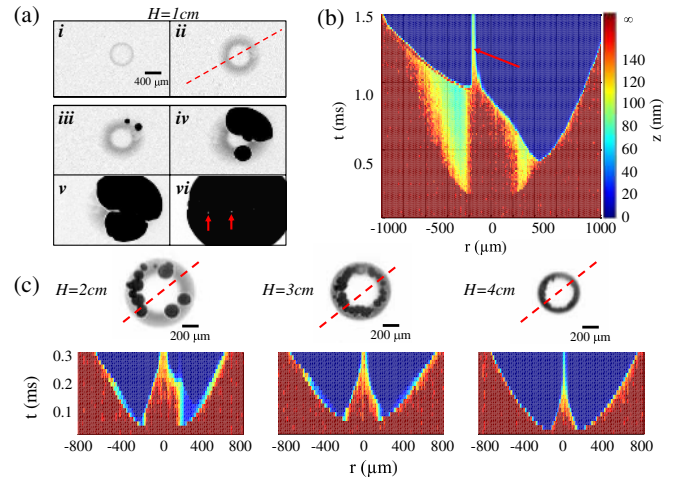 (a)
H=1cm
i
ii
400 μm
iii
iv
v
vi
(b)
1.5
1.0
0.5
t (ms)
-1000 -500 0 500 1000
r (μm)
∞
140
120
100
80
60
40
20
0
z (nm)
(c)
H=2cm
200 μm
H=3cm
200 μm
H=4cm
200 μm
0.3
0.2
0.1
t (ms)
-800 -400 0 400 800
-800 -400 0 400 800
-800 -400 0 400 800
r (μm)